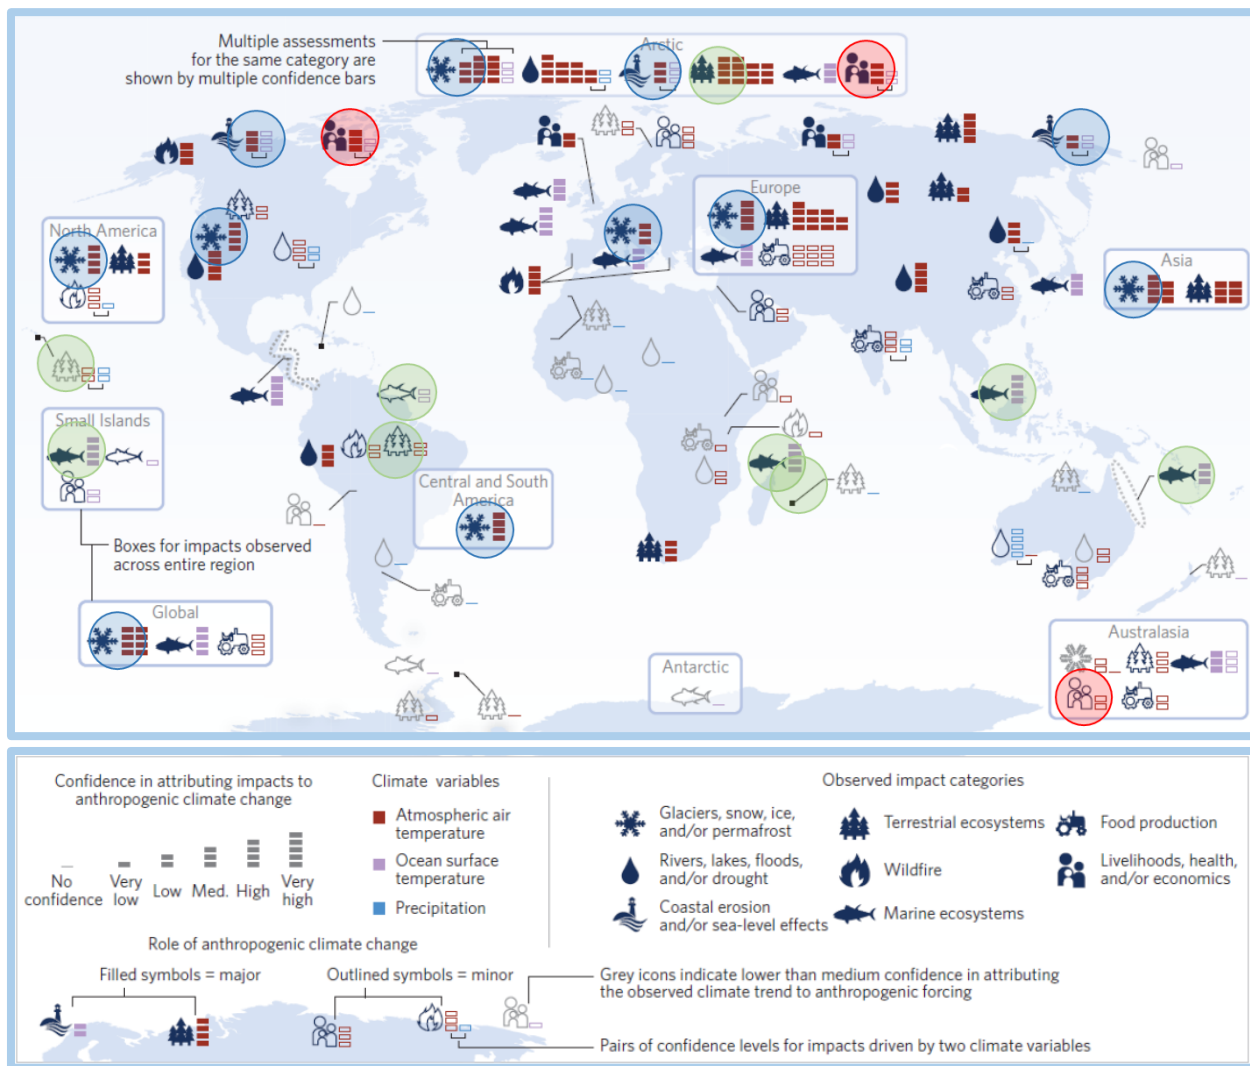 Multiple assessments
for the same category are
shown by multiple confidence bars
Arctic
North America
Europe
Asia
Small Islands
Central and South
America
Boxes for impacts observed
across entire region
Global
Antarctic
Australasia
Confidence in attributing impacts to
anthropogenic climate change
No
confidence
Very
low
Low
Med.
High
Very
high
Climate variables
Atmospheric air
temperature
Ocean surface
temperature
Precipitation
Observed impact categories
Glaciers, snow, ice,
and/or permafrost
Terrestrial ecosystems
Food production
Rivers, lakes, floods,
and/or drought
Wildfire
Livelihoods, health,
and/or economics
Coastal erosion
and/or sea-level effects
Marine ecosystems
Role of anthropogenic climate change
Filled symbols = major
Outlined symbols = minor
Grey icons indicate lower than medium confidence in attributing
the observed climate trend to anthropogenic forcing
Pairs of confidence levels for impacts driven by two climate variables